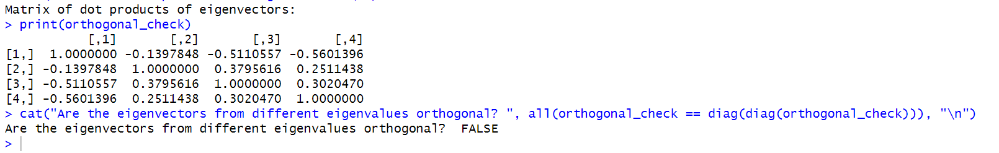 Matrix of dot products of eigenvectors:
> print(orthogonal_check)
           [,1]       [,2]       [,3]       [,4]
[1,]  1.0000000 -0.1397848 -0.5110557 -0.5601396
[2,] -0.1397848  1.0000000  0.3795616  0.2511438
[3,] -0.5110557  0.3795616  1.0000000  0.3020470
[4,] -0.5601396  0.2511438  0.3020470  1.0000000
> cat("Are the eigenvectors from different eigenvalues orthogonal? ", all(orthogonal_check == diag(diag(orthogonal_check))), "\n")
Are the eigenvectors from different eigenvalues orthogonal?  FALSE
>